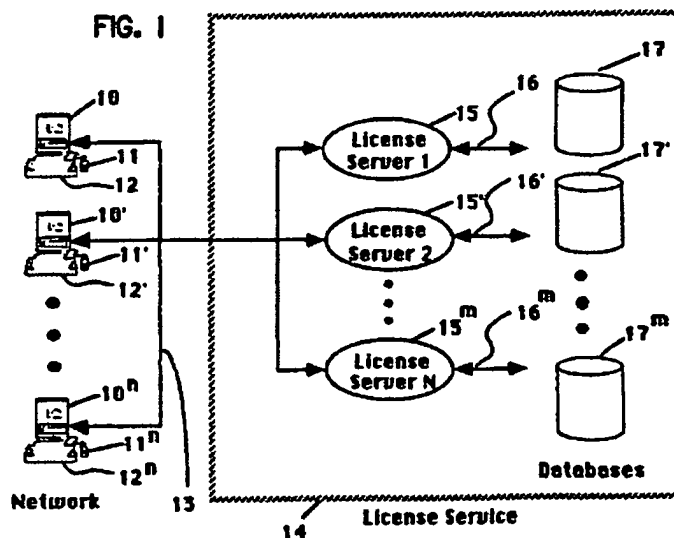 FIG. 1
10
11
12
10'
11'
12'
10ⁿ
11ⁿ
12ⁿ
Network
13
15
License
Server 1
16
17
15'
License
Server 2
16'
17'
15ᵐ
License
Server N
16ᵐ
17ᵐ
Databases
14
License Service